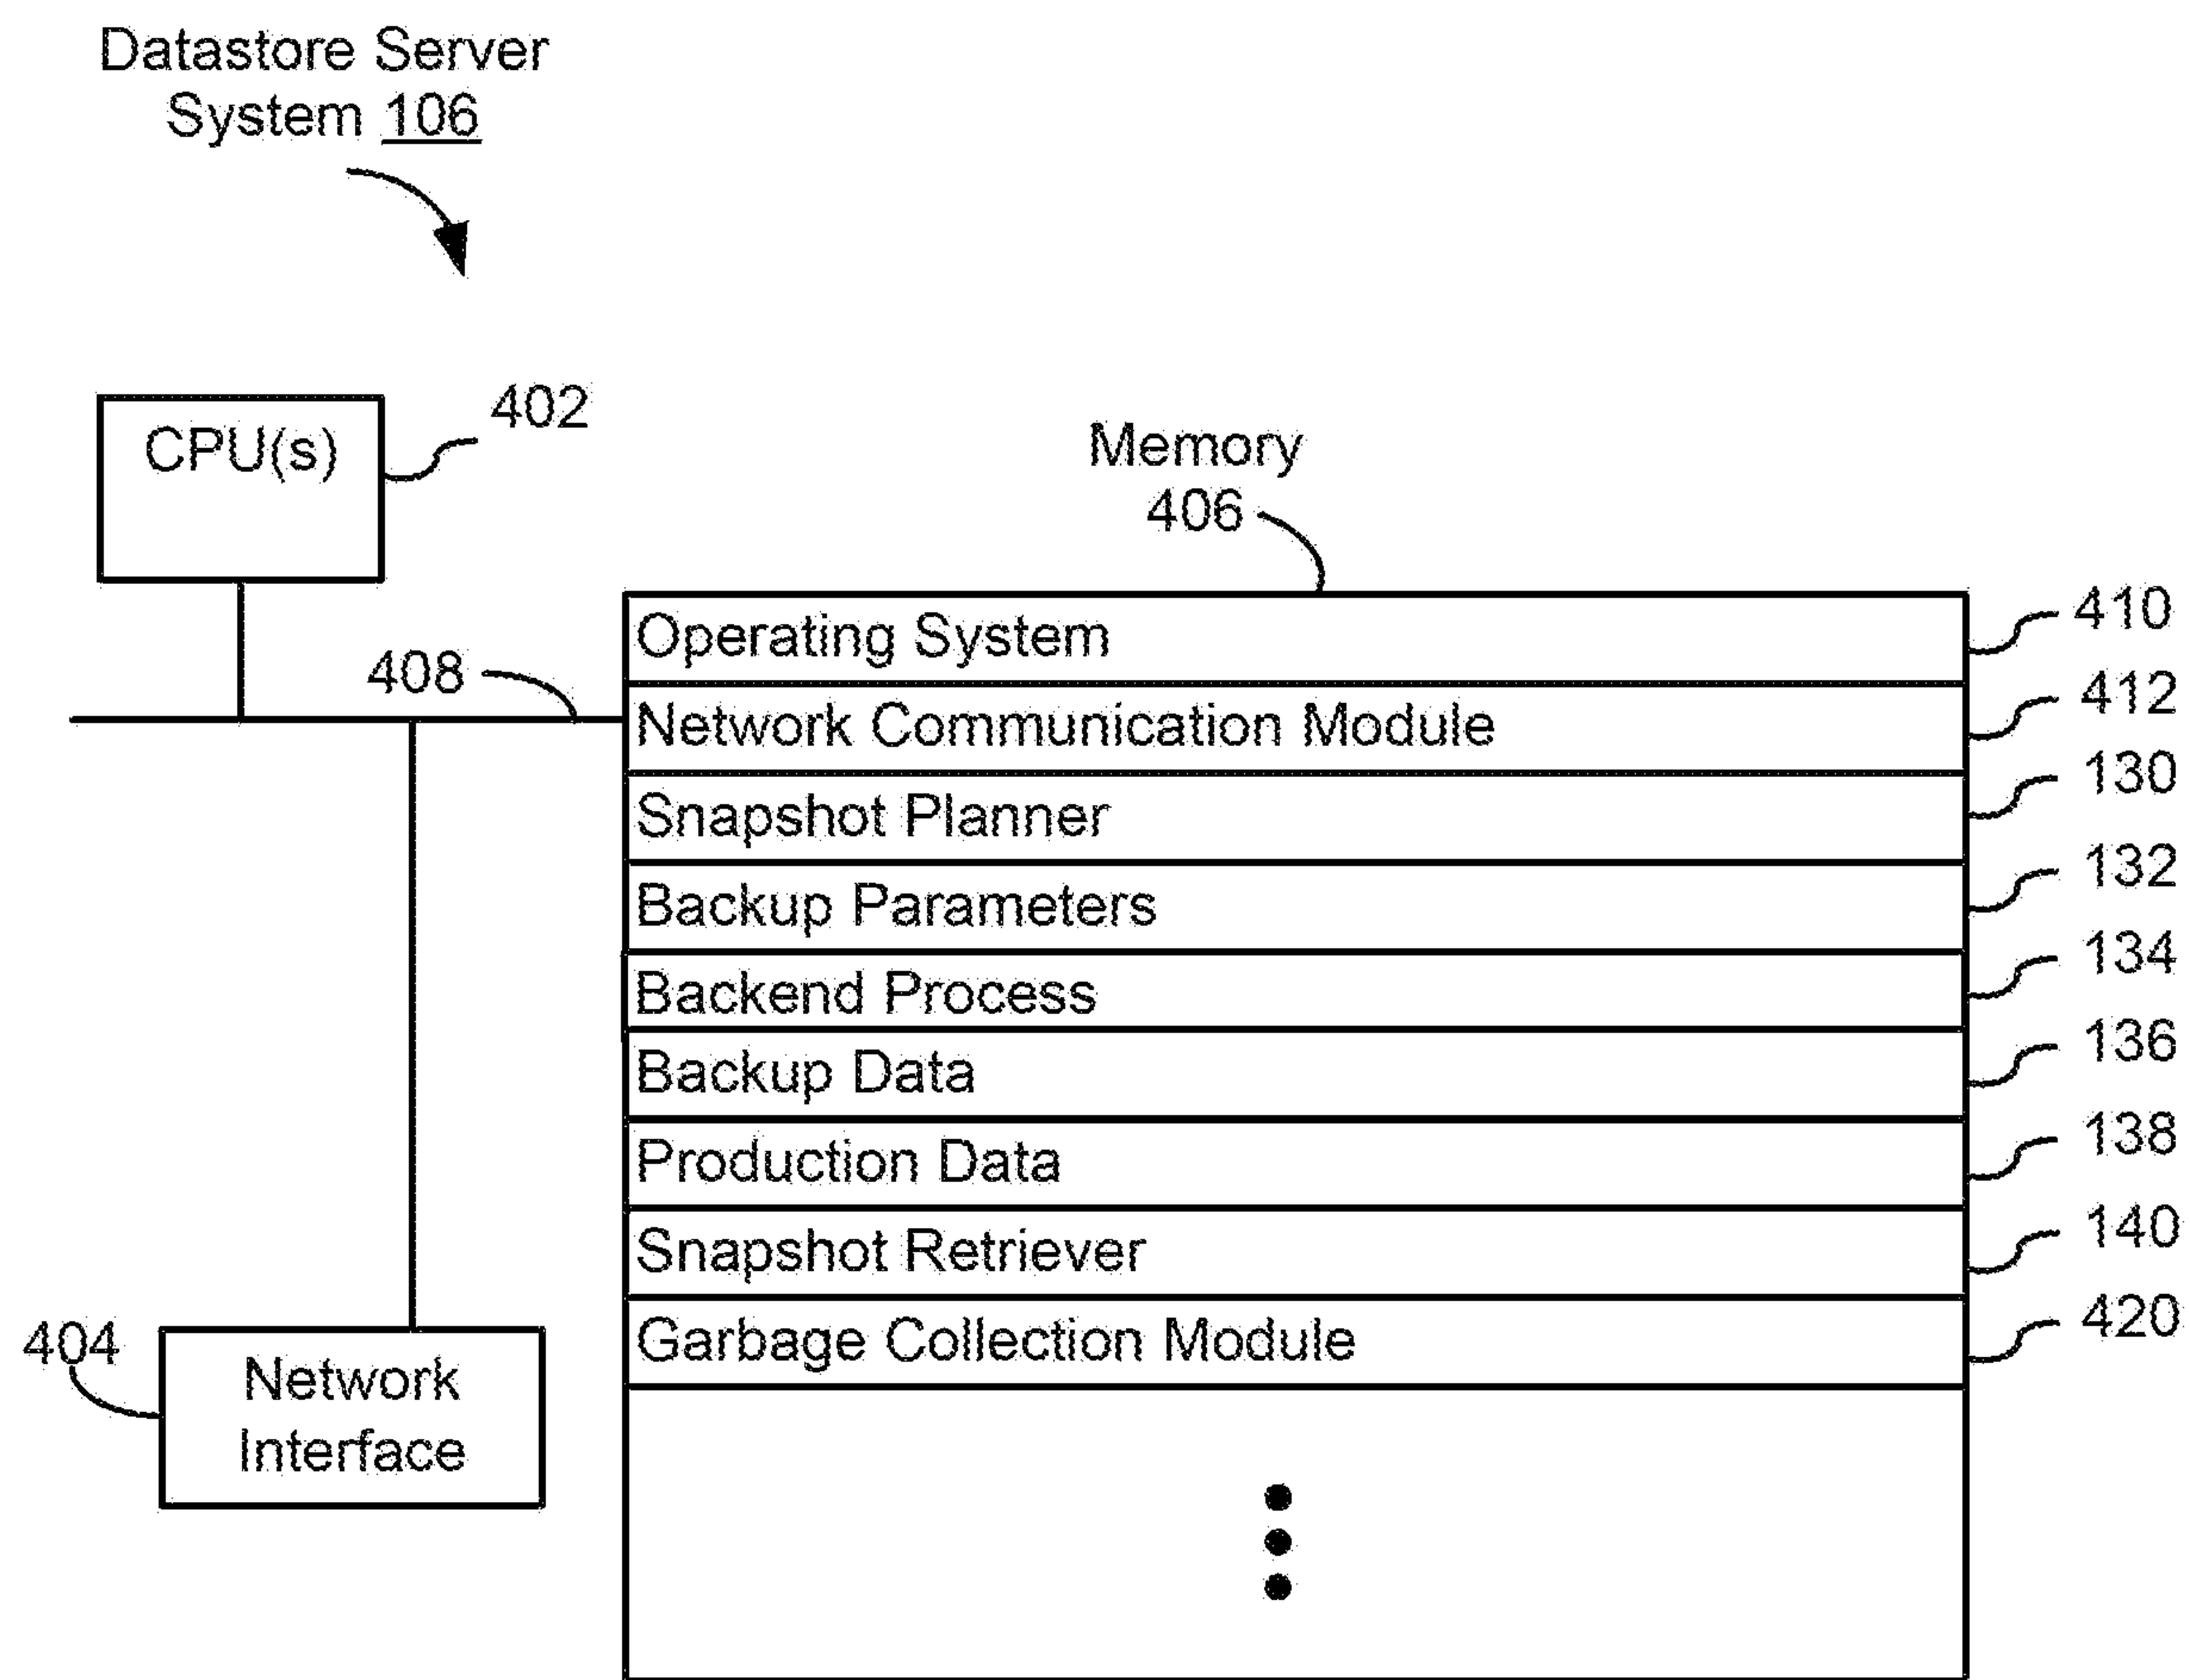 Datastore Server
System 106
CPU(s)
402
Memory
406
408
Operating System
410
Network Communication Module
412
Snapshot Planner
130
Backup Parameters
132
Backend Process
134
Backup Data
136
Production Data
138
Snapshot Retriever
140
Garbage Collection Module
420
404
Network
Interface